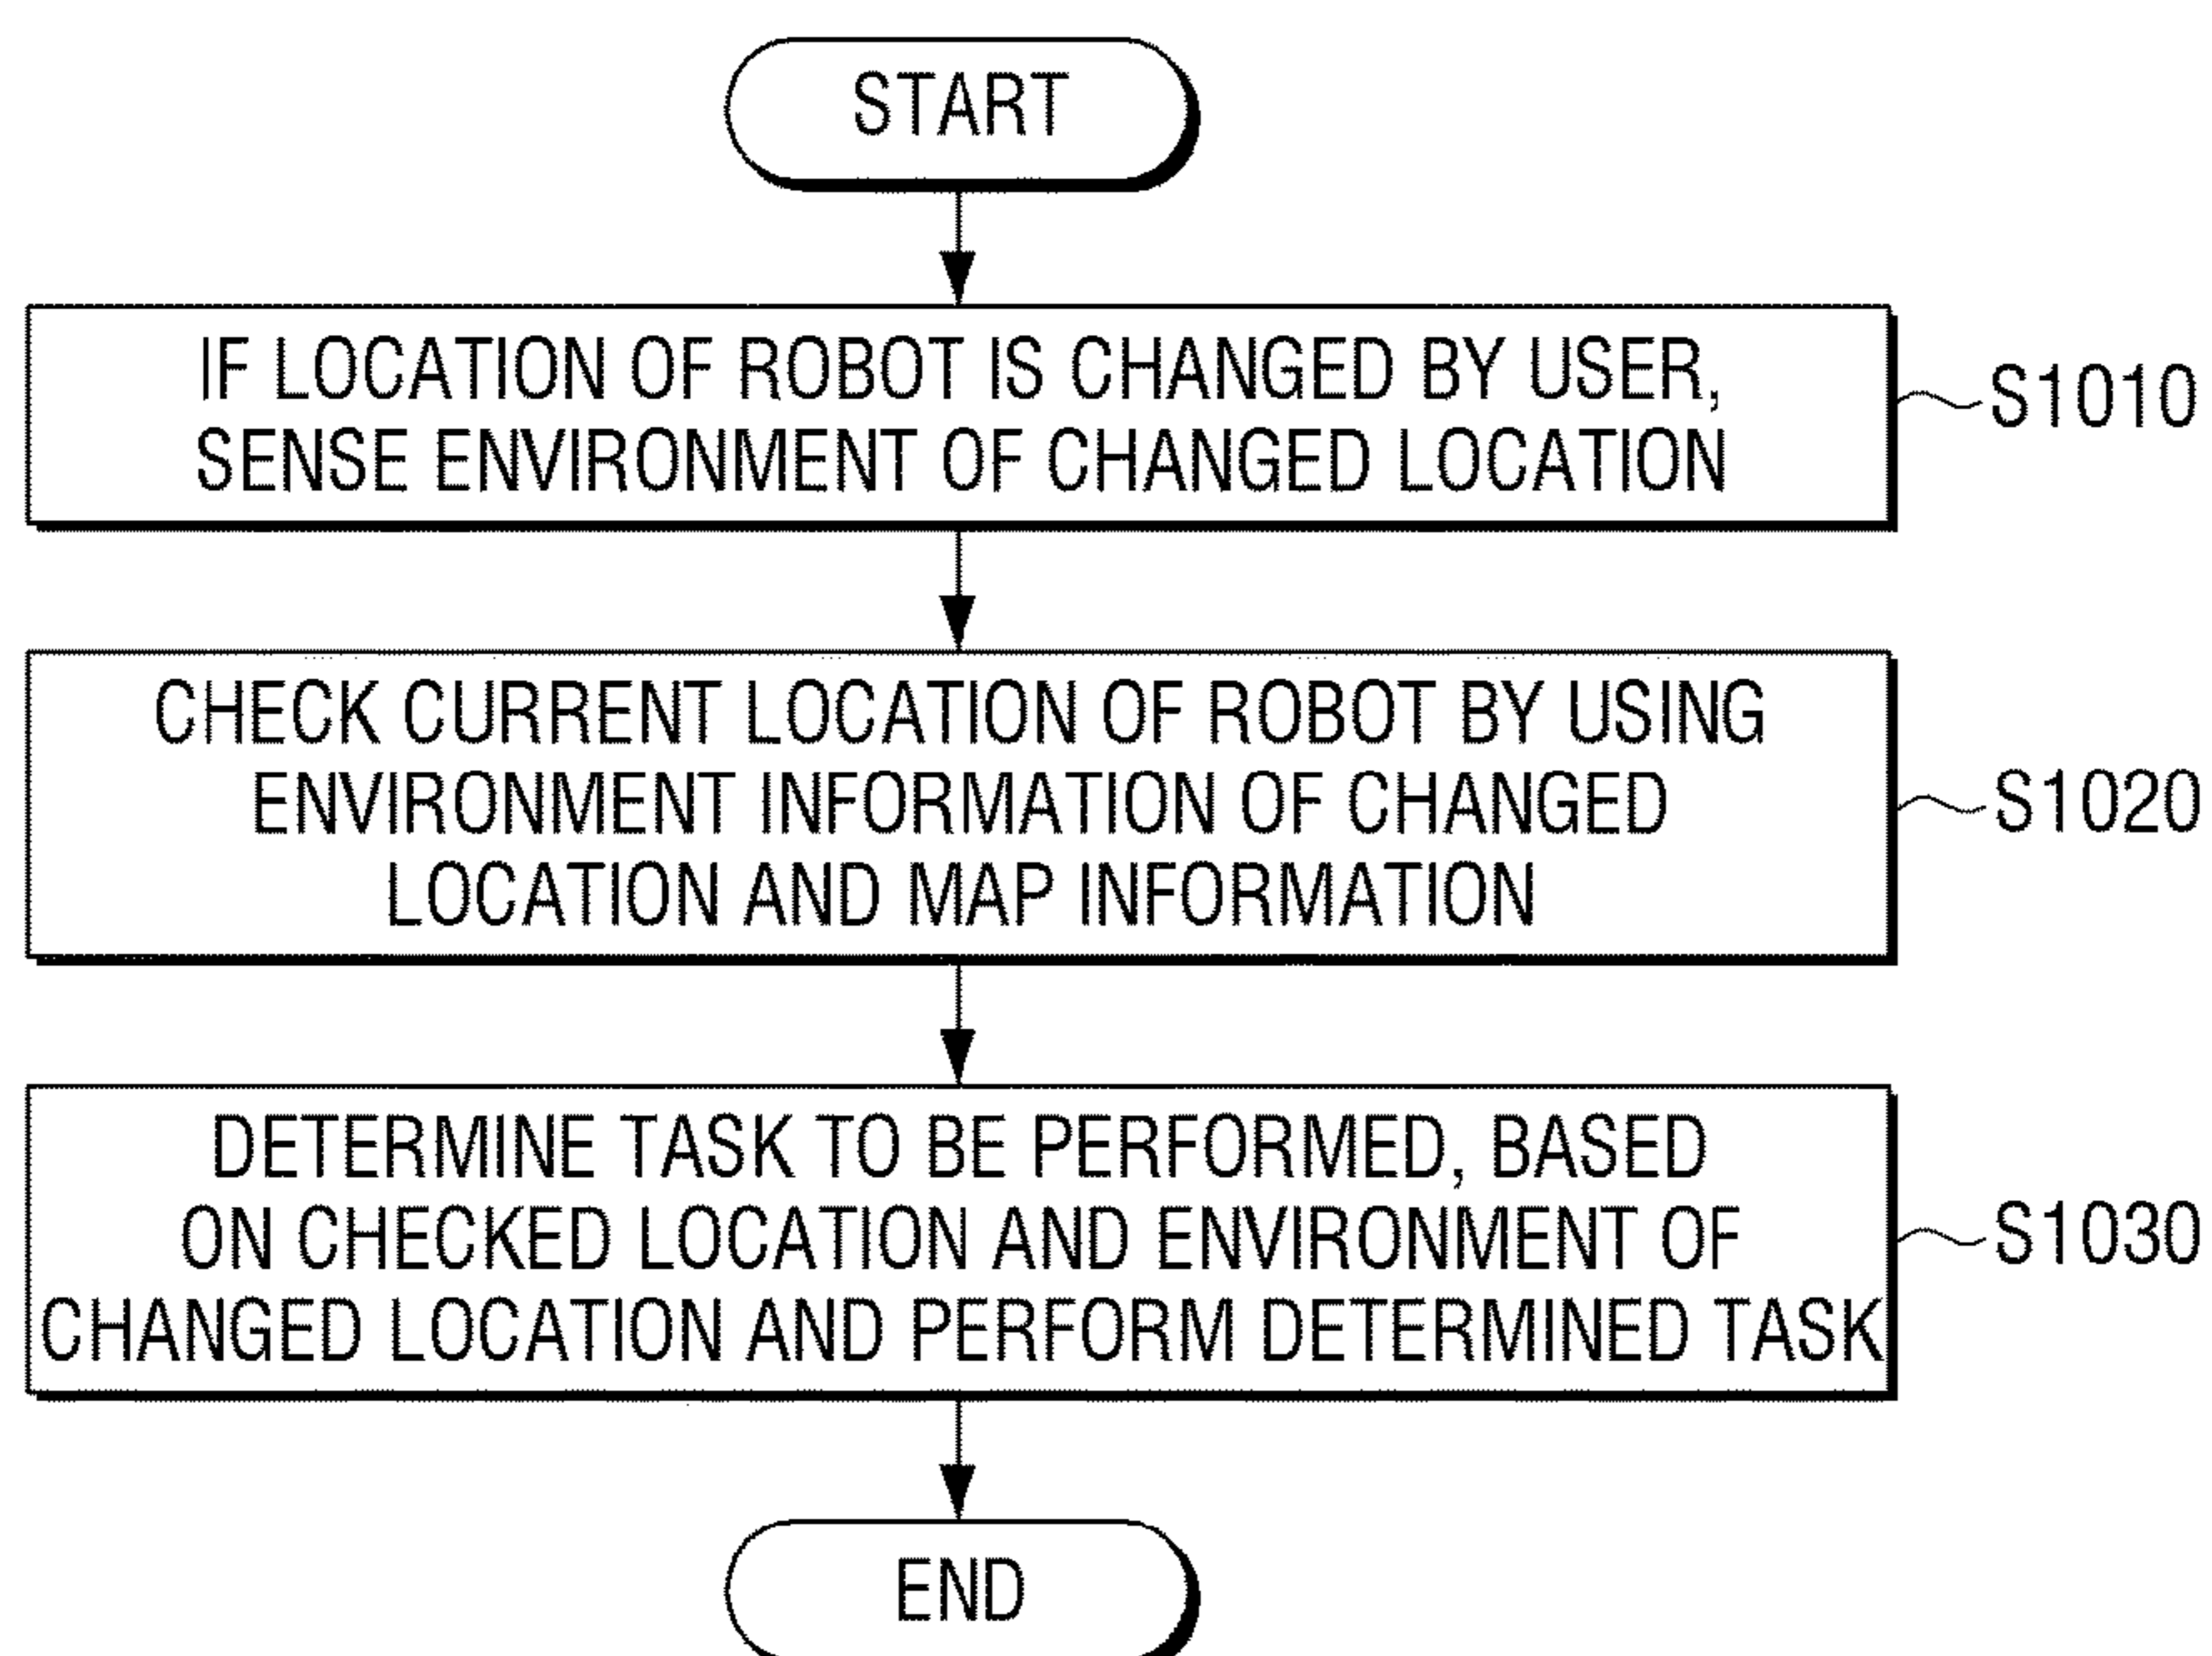 START
IF LOCATION OF ROBOT IS CHANGED BY USER,
SENSE ENVIRONMENT OF CHANGED LOCATION
S1010
CHECK CURRENT LOCATION OF ROBOT BY USING
ENVIRONMENT INFORMATION OF CHANGED
LOCATION AND MAP INFORMATION
S1020
DETERMINE TASK TO BE PERFORMED, BASED
ON CHECKED LOCATION AND ENVIRONMENT OF
CHANGED LOCATION AND PERFORM DETERMINED TASK
S1030
END